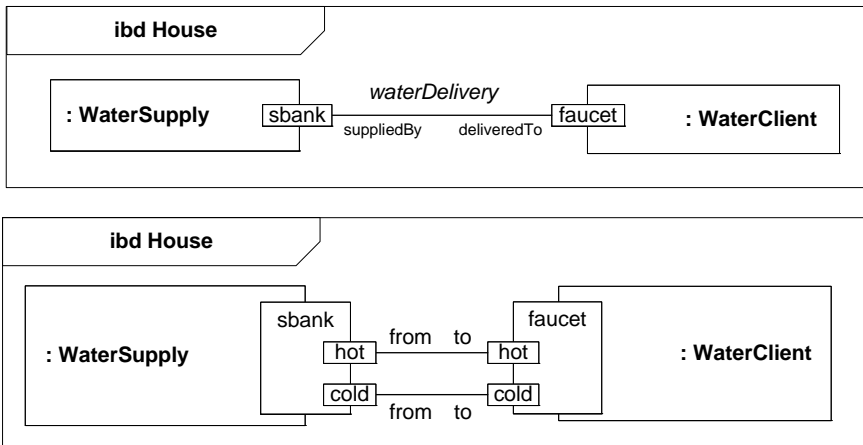 ibd House
waterDelivery
: WaterSupply
sbank
suppliedBy
deliveredTo
faucet
: WaterClient
ibd House
: WaterSupply
sbank
faucet
from to
hot
hot
: WaterClient
cold
cold
from to